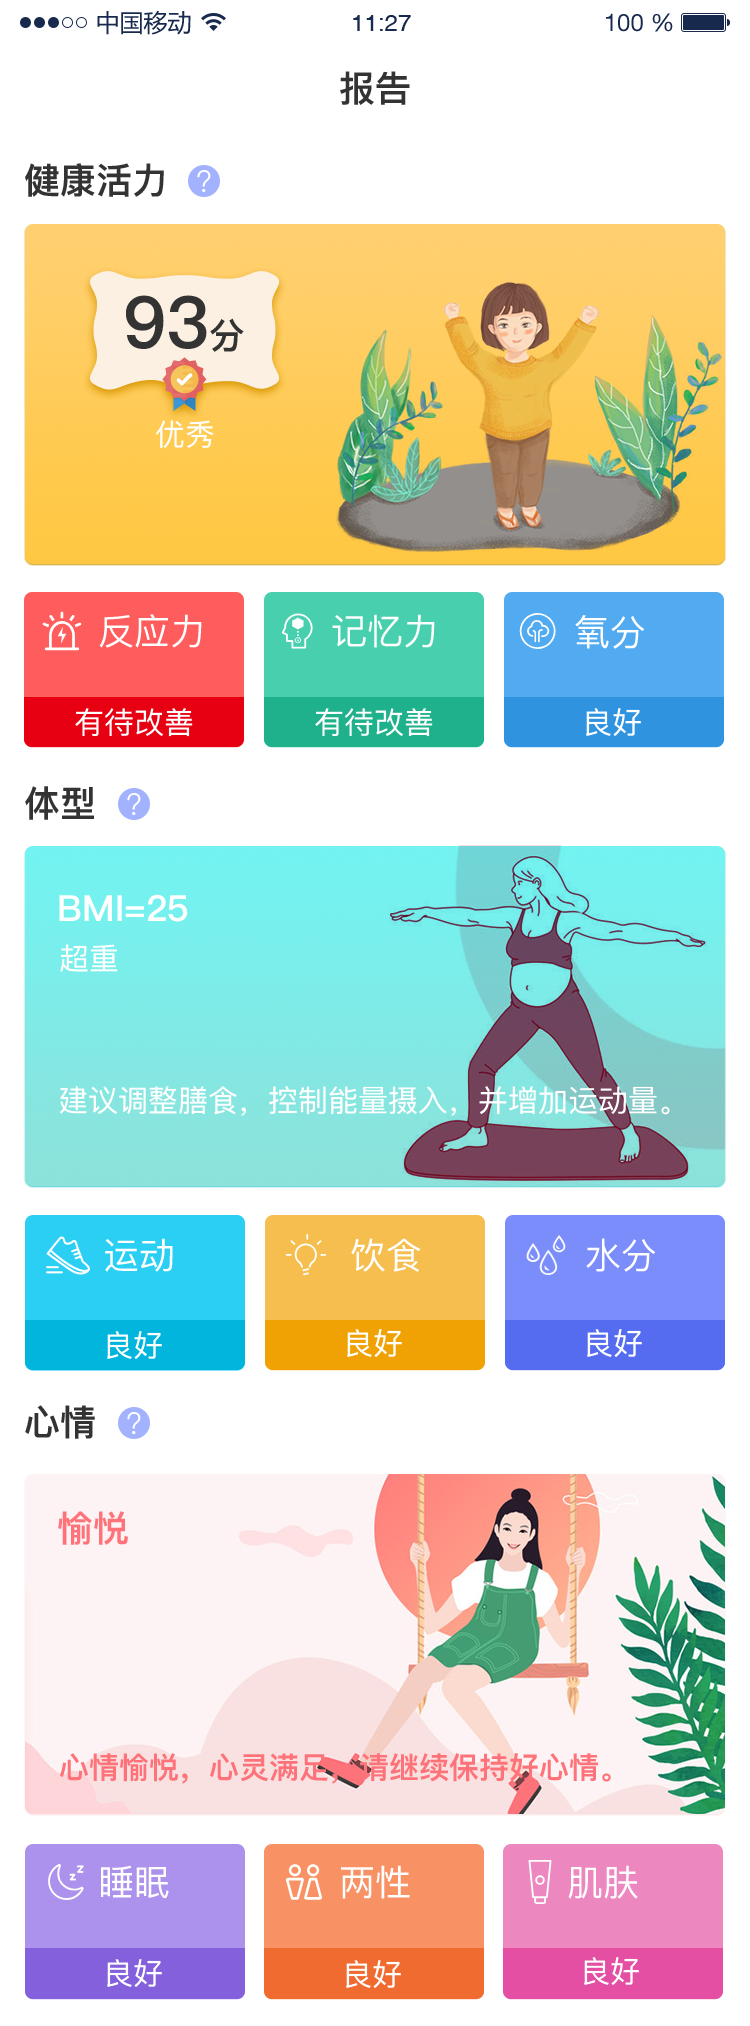 中国移动 11:27 100 %
报告
健康活力 ?
93分
优秀
反应力 记忆力 氧分
有待改善 有待改善 良好
体型 ?
BMI=25
超重
建议调整膳食，控制能量摄入，并增加运动量。
运动 饮食 水分
良好 良好 良好
心情 ?
愉悦
心情愉悦，心灵满足，请继续保持好心情。
睡眠 两性 肌肤
良好 良好 良好